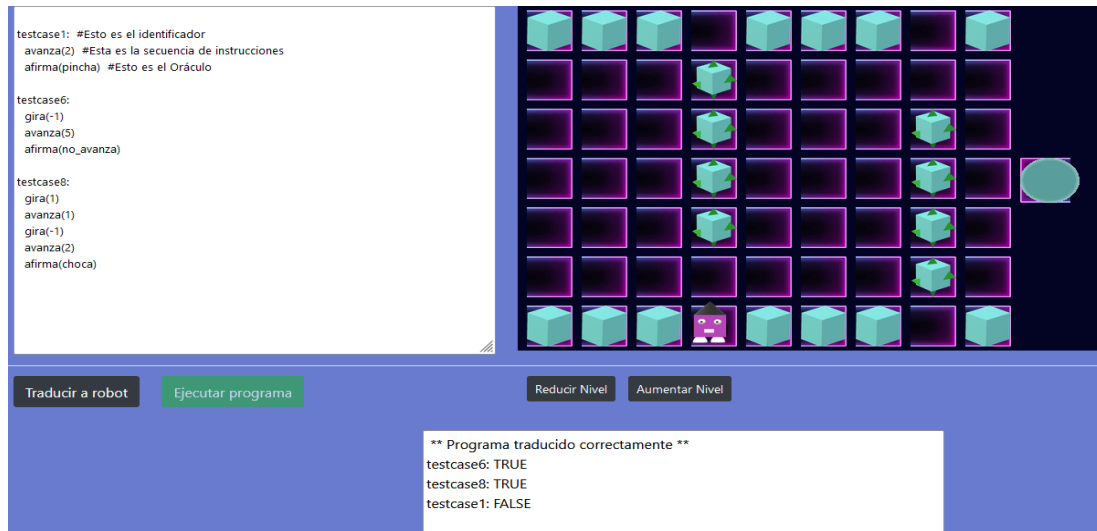 testcase1:  #Esto es el identificador
avanza(2)  #Esta es la secuencia de instrucciones
afirma(pincha)  #Esto es el Oráculo
testcase6:
gira(-1)
avanza(5)
afirma(no_avanza)
testcase8:
gira(1)
avanza(1)
gira(-1)
avanza(2)
afirma(choca)
Traducir a robot
Ejecutar programa
Reducir Nivel
Aumentar Nivel
** Programa traducido correctamente **
testcase6: TRUE
testcase8: TRUE
testcase1: FALSE